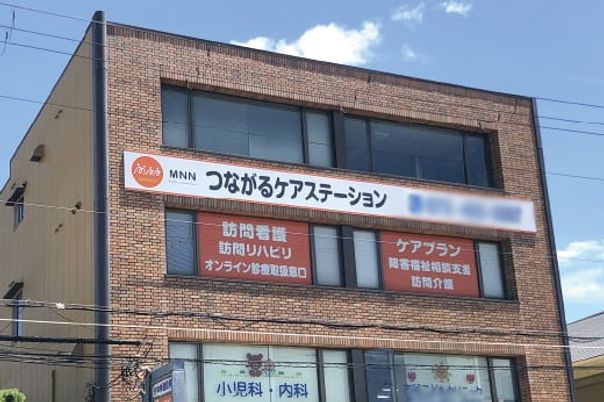 MNN つながるケアステーション
訪問看護
訪問リハビリ
オンライン診療取扱窓口
ケアプラン
障害福祉相談支援
訪問介護
小児科・内科